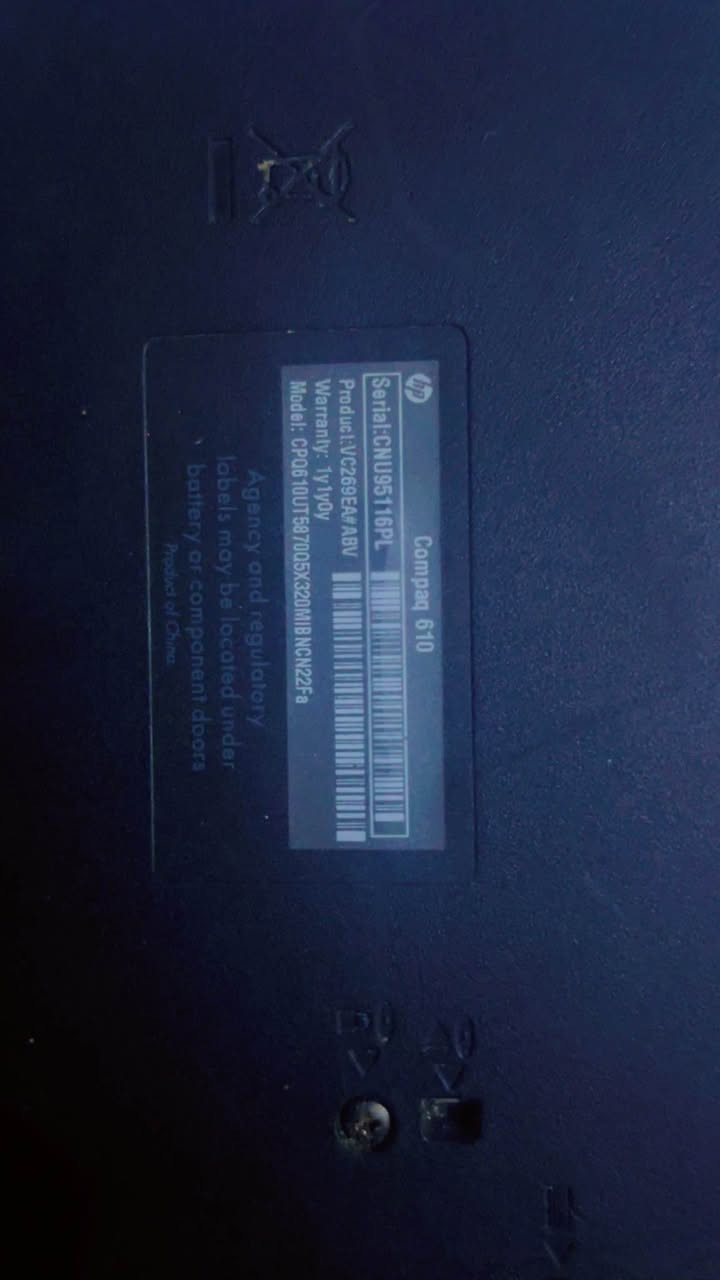 hp
Compaq 610
Serial:CNU95116PL
Product:VC269EA#ABV
Warranty: 1y1y0y
Model: CPQ610UT5870Q5X320MIBNCN22Fa
Agency and regulatory
labels may be located under
battery or component doors
Product of China